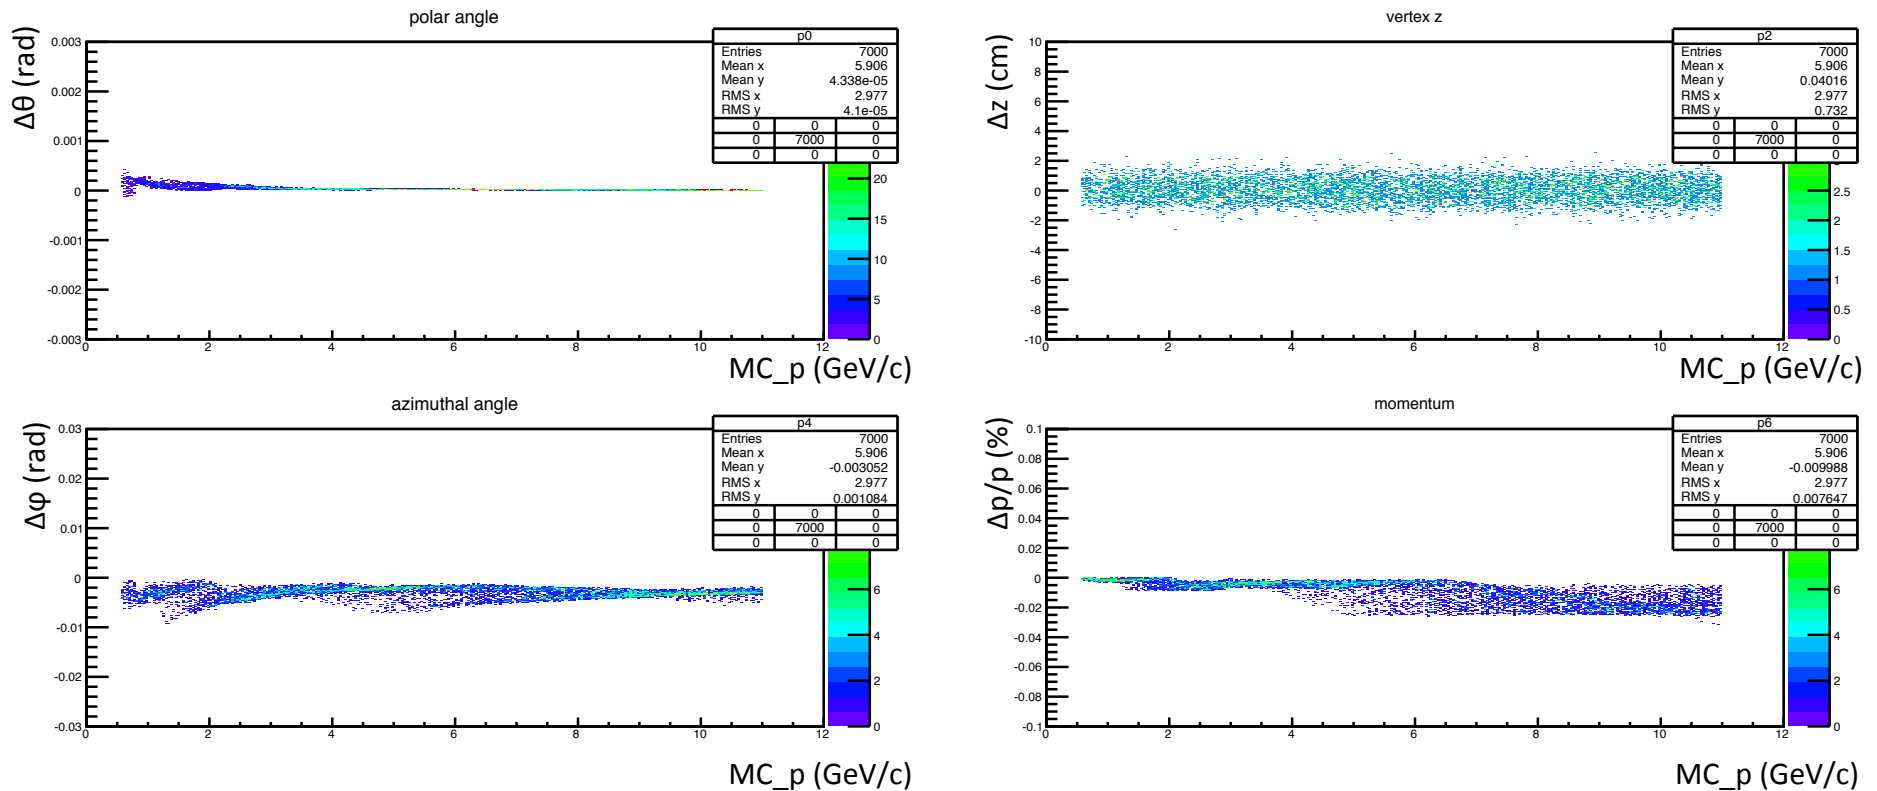 polar angle
Δθ (rad)
0.003
0.002
0.001
0
-0.001
-0.002
-0.003
0 2 4 6 8 10 12
MC_p (GeV/c)
p0
Entries 7000
Mean x 5.906
Mean y 4.338e-05
RMS x 2.977
RMS y 4.1e-05
0 0 0
0 7000 0
0 0 0
20
15
10
5
0
vertex z
Δz (cm)
10
8
6
4
2
0
-2
-4
-6
-8
-10
0 2 4 6 8 10 12
MC_p (GeV/c)
p2
Entries 7000
Mean x 5.906
Mean y 0.04016
RMS x 2.977
RMS y 0.732
0 0 0
0 7000 0
0 0 0
2.5
2
1.5
1
0.5
0
azimuthal angle
Δφ (rad)
0.03
0.02
0.01
0
-0.01
-0.02
-0.03
0 2 4 6 8 10 12
MC_p (GeV/c)
p4
Entries 7000
Mean x 5.906
Mean y -0.003052
RMS x 2.977
RMS y 0.001084
0 0 0
0 7000 0
0 0 0
6
4
2
0
momentum
Δp/p (%)
0.1
0.08
0.06
0.04
0.02
0
-0.02
-0.04
-0.06
-0.08
-0.1
0 2 4 6 8 10 12
MC_p (GeV/c)
p6
Entries 7000
Mean x 5.906
Mean y -0.009988
RMS x 2.977
RMS y 0.007647
0 0 0
0 7000 0
0 0 0
6
4
2
0